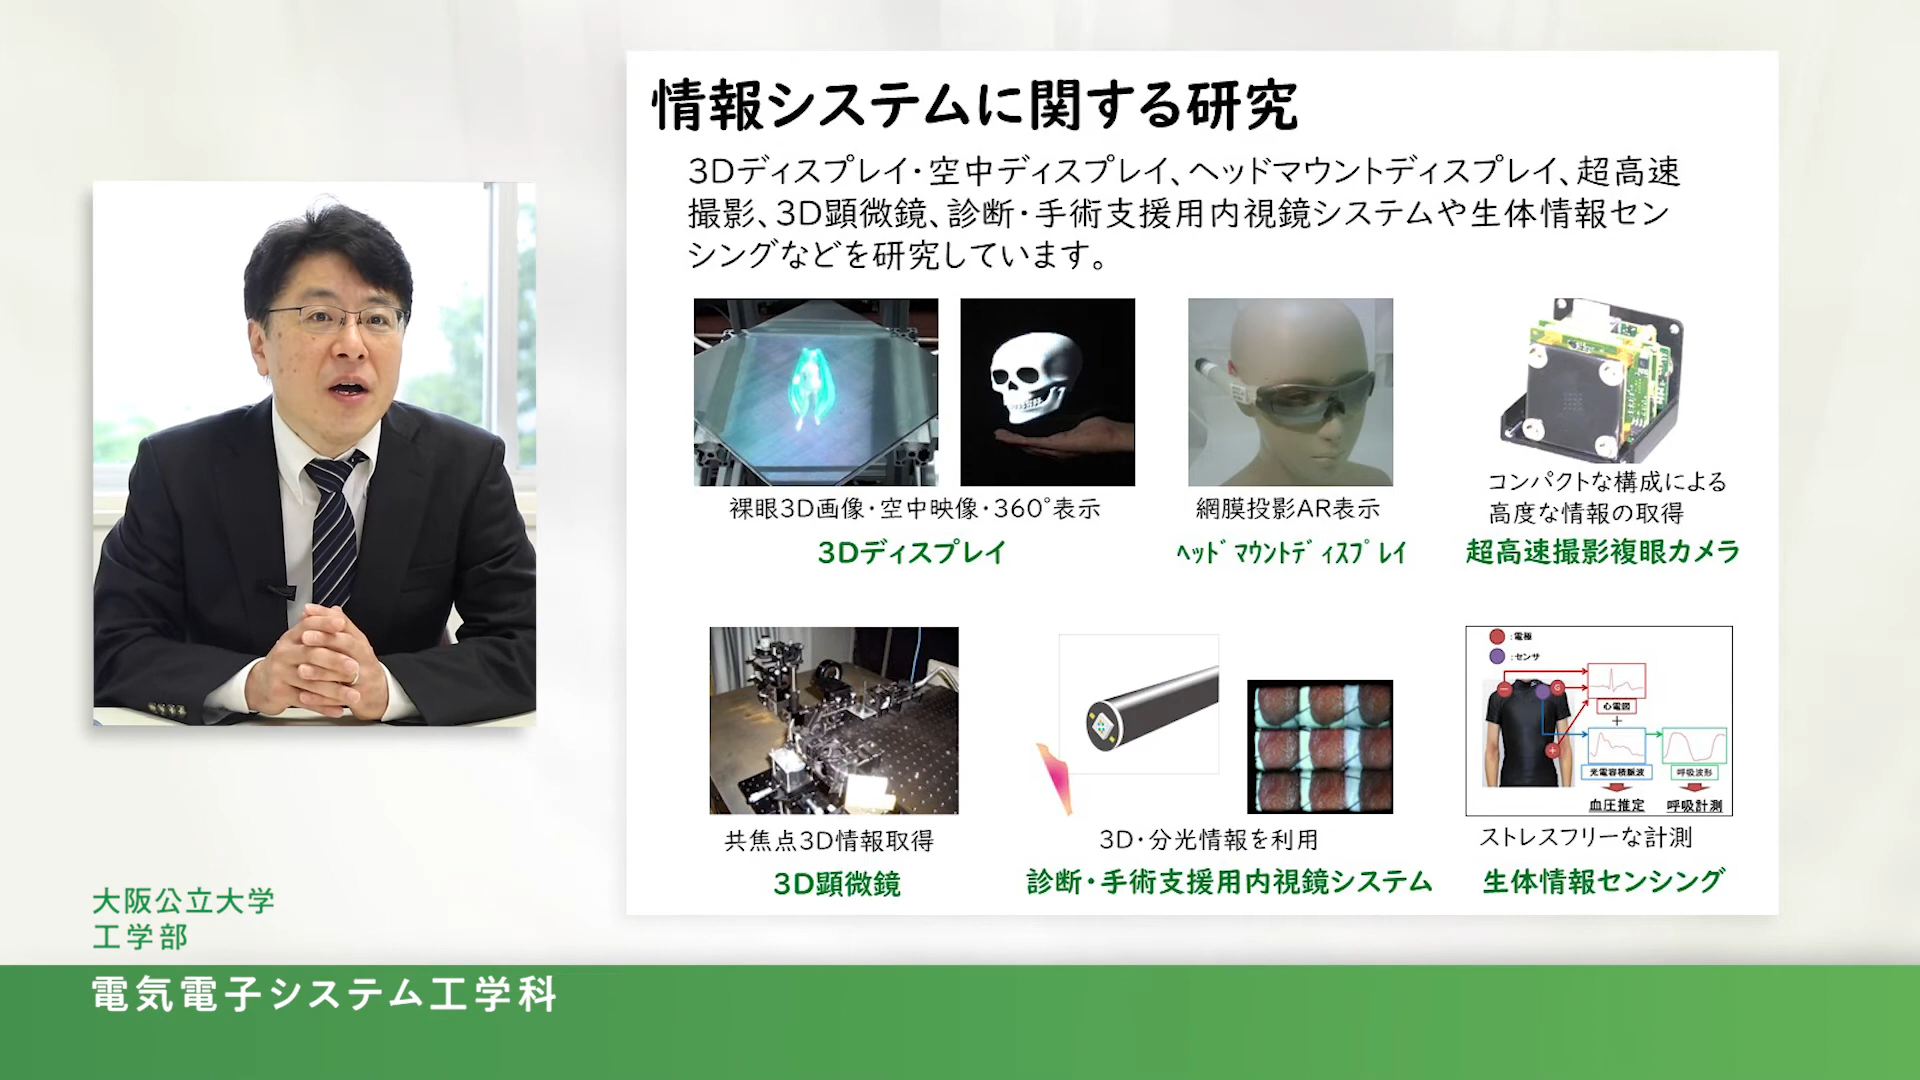 情報システムに関する研究
3Dディスプレイ・空中ディスプレイ、ヘッドマウントディスプレイ、超高速
撮影、3D顕微鏡、診断・手術支援用内視鏡システムや生体情報セン
シングなどを研究しています。
裸眼3D画像・空中映像・360°表示
3Dディスプレイ
網膜投影AR表示
ﾍｯﾄﾞﾏｳﾝﾄﾃﾞｨｽﾌﾟﾚｲ
コンパクトな構成による
高度な情報の取得
超高速撮影複眼カメラ
共焦点3D情報取得
3D顕微鏡
3D・分光情報を利用
診断・手術支援用内視鏡システム
:電極
:センサ
−
G
+
心電図
+
光電容積脈波
呼吸波形
血圧推定
呼吸計測
ストレスフリーな計測
生体情報センシング
大阪公立大学
工学部
電気電子システム工学科